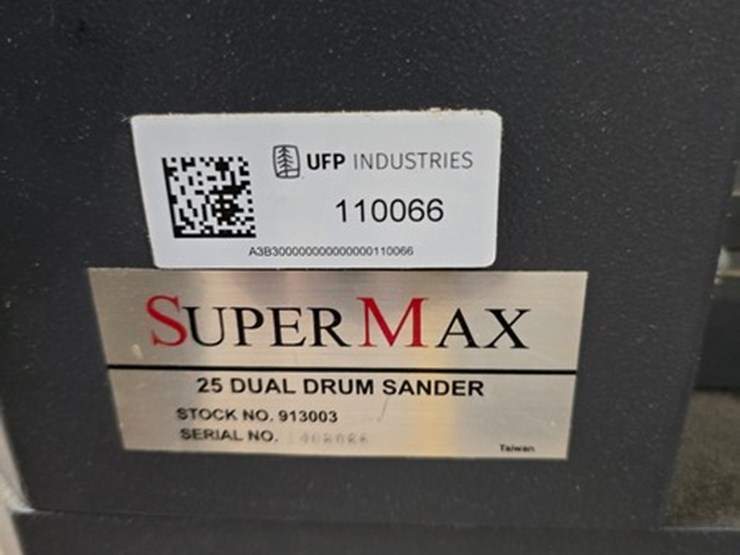 UFP INDUSTRIES
110066
A3B300000000000000110066
SUPERMAX
25 DUAL DRUM SANDER
STOCK NO. 913003
SERIAL NO.
Taiwan